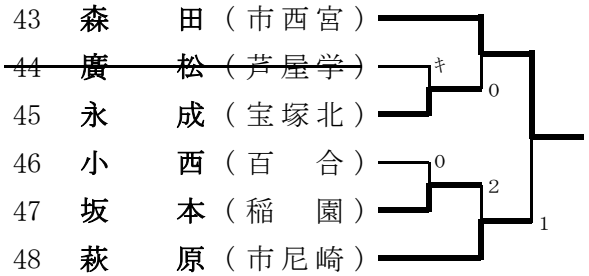 43 森 田 (市西宮)
44 廣 松 (芦屋学) キ
0
45 永 成 (宝塚北)
46 小 西 (百 合) 0
2
47 坂 本 (稲 園)
1
48 萩 原 (市尼崎)